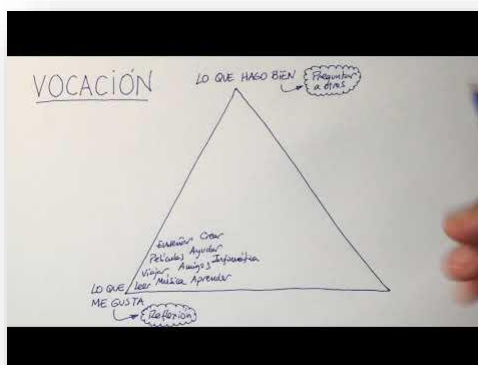 VOCACIÓN
LO QUE HAGO BIEN
Preguntar
a otros
Enseñar Crear
Películas Ayudar
Viajar Amigos Informática
Leer Música Aprender
LO QUE
ME GUSTA
Reflexión